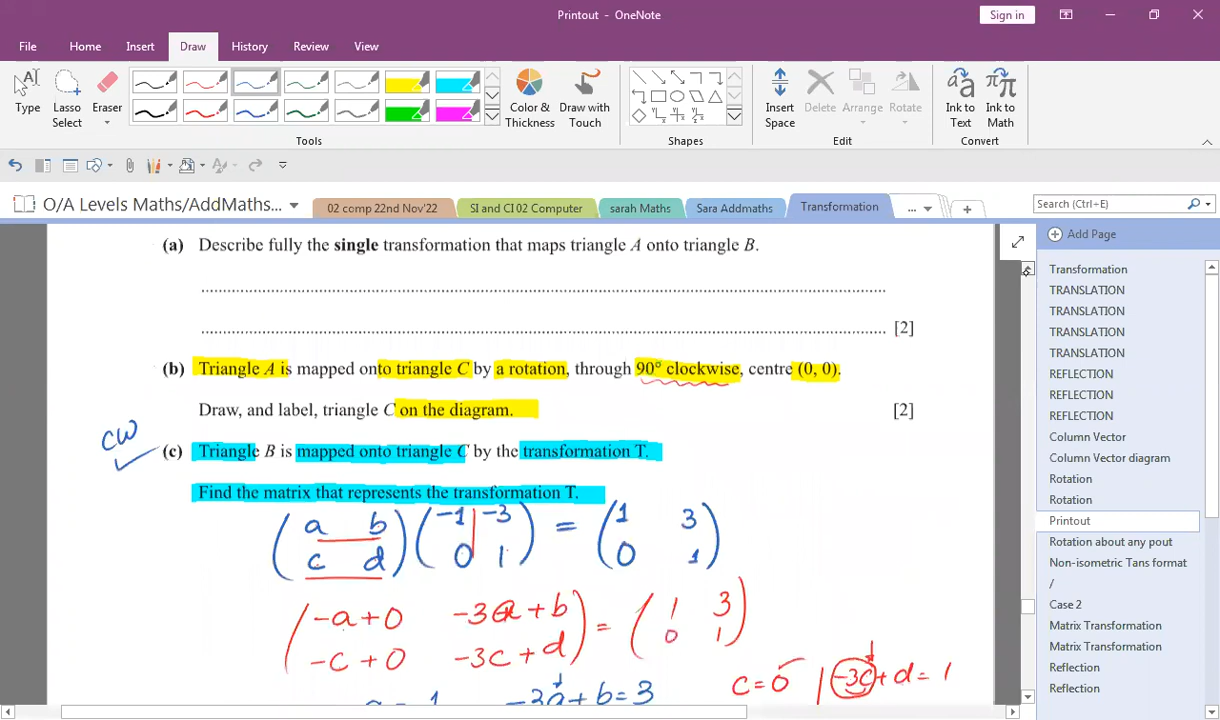 Printout - OneNote
Sign in
File Home Insert Draw History Review View
Type
Lasso Select
Eraser
Color & Thickness
Draw with Touch
Insert Space
Delete
Arrange
Rotate
Ink to Text
Ink to Math
Tools
Shapes
Edit
Convert
O/A Levels Maths/AddMaths...
02 comp 22nd Nov'22
SI and CI 02 Computer
sarah Maths
Sara Addmaths
Transformation
...
Search (Ctrl+E)
(a) Describe fully the single transformation that maps triangle A onto triangle B.
[2]
(b) Triangle A is mapped onto triangle C by a rotation, through 90° clockwise, centre (0, 0).
Draw, and label, triangle C on the diagram. [2]
CW
(c) Triangle B is mapped onto triangle C by the transformation T.
Find the matrix that represents the transformation T.
(a b) (-1 -3) = (1 3)
(c d) (0 1) (0 1)
(-a+0 -3a+b) = (1 3)
(-c+0 -3c+d) (0 1)
c=0 | -3c+d=1
-3a+b=3
Add Page
Transformation
TRANSLATION
TRANSLATION
TRANSLATION
TRANSLATION
REFLECTION
REFLECTION
REFLECTION
Column Vector
Column Vector diagram
Rotation
Rotation
Printout
Rotation about any pout
Non-isometric Tans format
/
Case 2
Matrix Transformation
Matrix Transformation
Reflection
Reflection